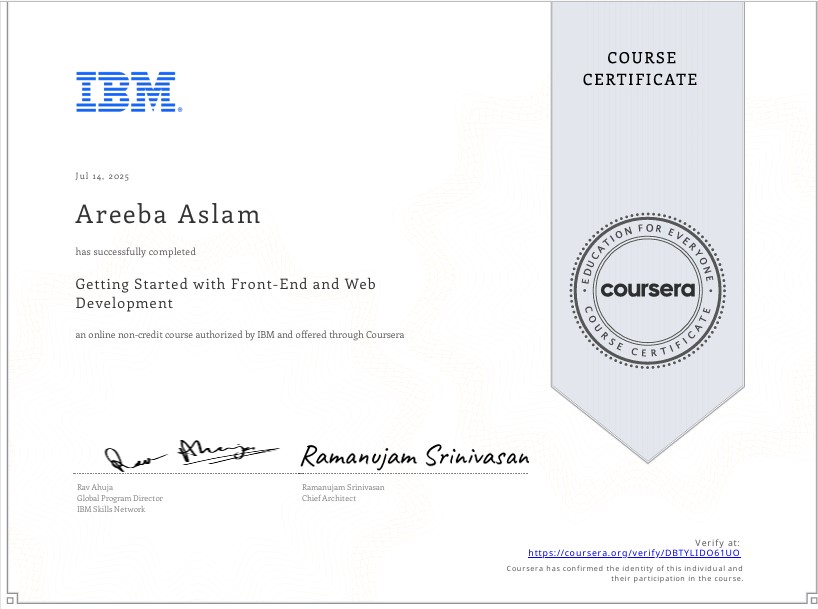 COURSE
CERTIFICATE
IBM
Jul 14, 2025
Areeba Aslam
has successfully completed
Getting Started with Front-End and Web
Development
an online non-credit course authorized by IBM and offered through Coursera
EDUCATION FOR EVERYONE
coursera
COURSE CERTIFICATE
Rav Ahuja
Ramanujam Srinivasan
Rav Ahuja
Global Program Director
IBM Skills Network
Ramanujam Srinivasan
Chief Architect
Verify at:
https://coursera.org/verify/DBTYLIDO61UO
Coursera has confirmed the identity of this individual and
their participation in the course.